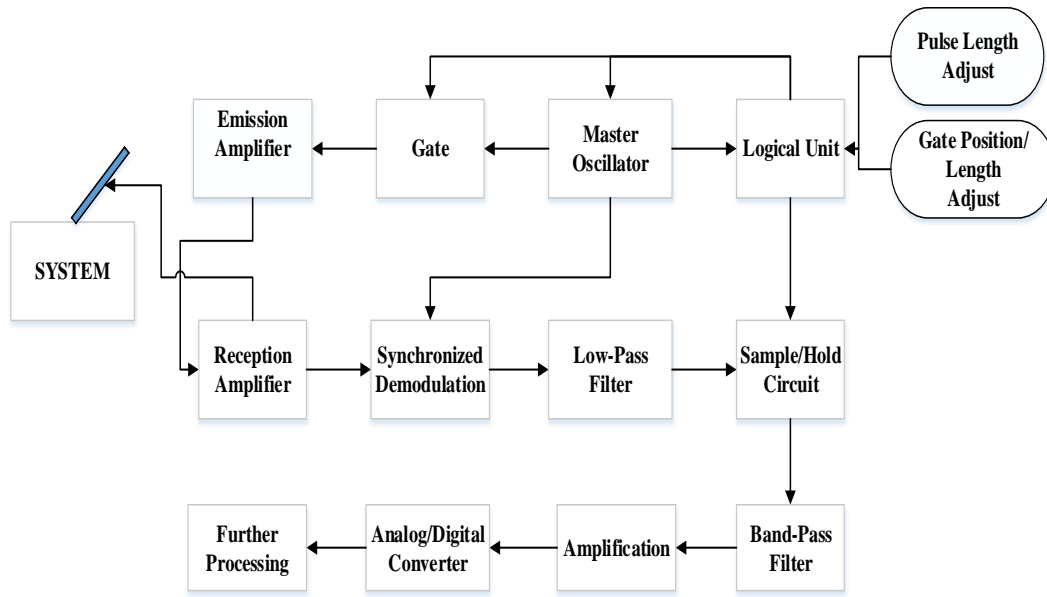 Pulse Length
Adjust
Emission
Amplifier
Gate
Master
Oscillator
Logical Unit
Gate Position/
Length
Adjust
SYSTEM
Reception
Amplifier
Synchronized
Demodulation
Low-Pass
Filter
Sample/Hold
Circuit
Further
Processing
Analog/Digital
Converter
Amplification
Band-Pass
Filter